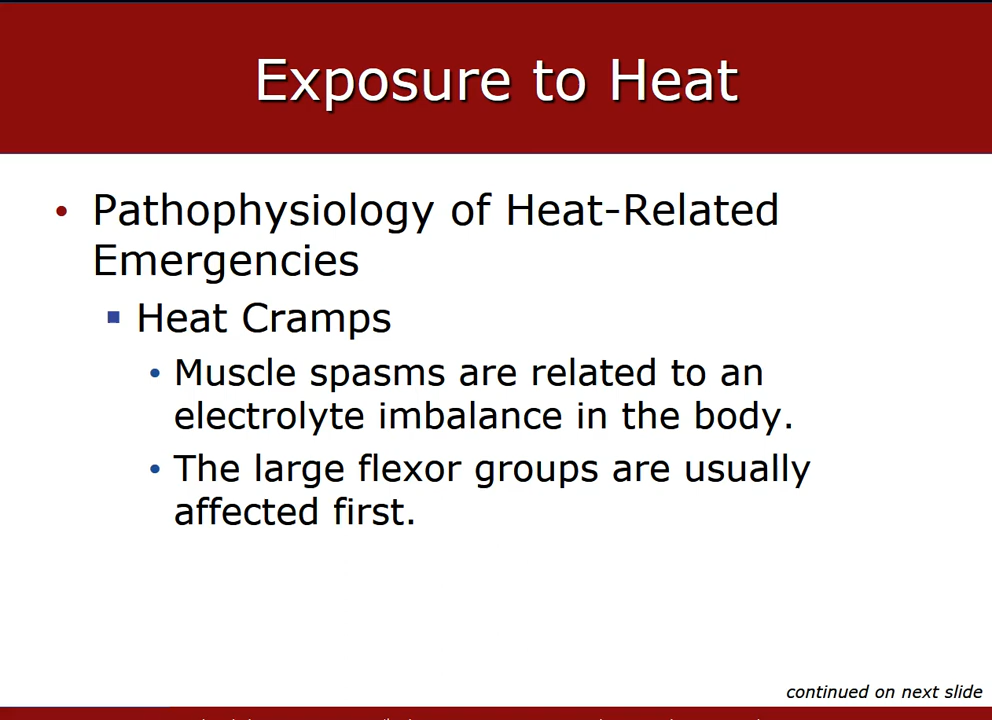 Exposure to Heat
• Pathophysiology of Heat-Related
Emergencies
▪ Heat Cramps
• Muscle spasms are related to an
electrolyte imbalance in the body.
• The large flexor groups are usually
affected first.
continued on next slide